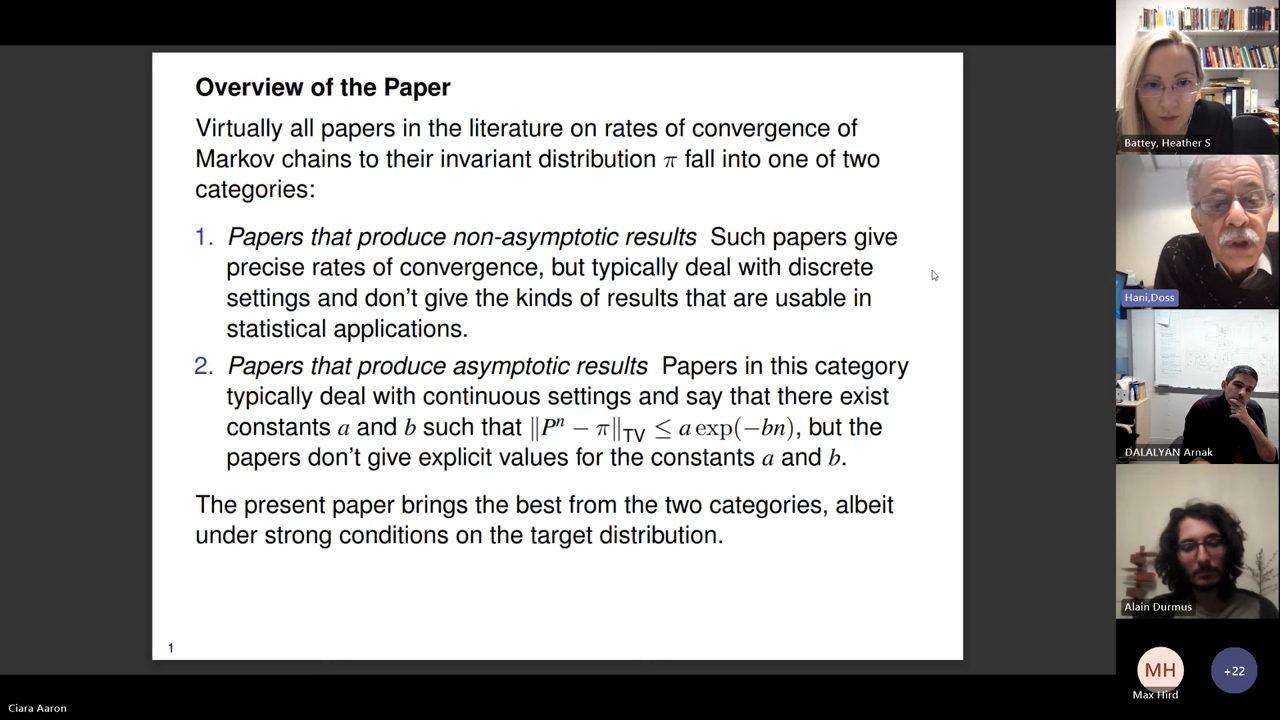 Overview of the Paper
Virtually all papers in the literature on rates of convergence of
Markov chains to their invariant distribution π fall into one of two
categories:
1. Papers that produce non-asymptotic results Such papers give
precise rates of convergence, but typically deal with discrete
settings and don't give the kinds of results that are usable in
statistical applications.
2. Papers that produce asymptotic results Papers in this category
typically deal with continuous settings and say that there exist
constants a and b such that ‖Pⁿ − π‖TV ≤ a exp(−bn), but the
papers don't give explicit values for the constants a and b.
The present paper brings the best from the two categories, albeit
under strong conditions on the target distribution.
1
Battey, Heather S
Hani,Doss
DALALYAN Arnak
Alain Durmus
MH
Max Hird
+22
Ciara Aaron